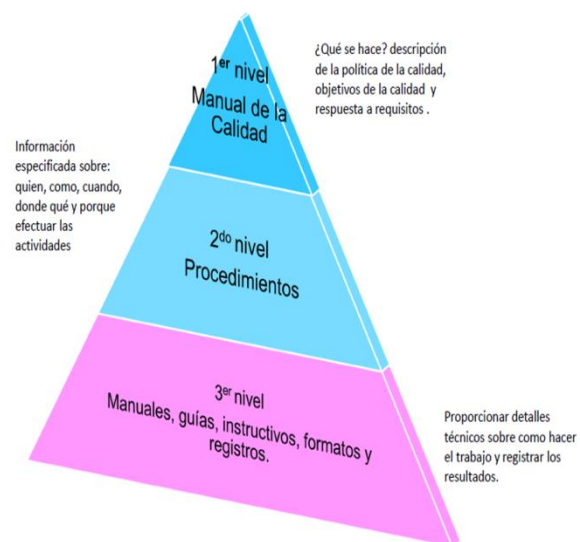 1er nivel
Manual de la
Calidad
¿Qué se hace? descripción
de la política de la calidad,
objetivos de la calidad y
respuesta a requisitos .
Información
especificada sobre:
quien, como, cuando,
donde qué y porque
efectuar las
actividades
2do nivel
Procedimientos
3er nivel
Manuales, guías, instructivos, formatos y
registros.
Proporcionar detalles
técnicos sobre como hacer
el trabajo y registrar los
resultados.